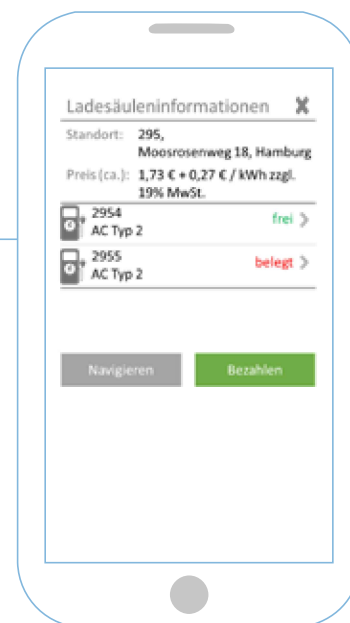 Ladesäuleninformationen
Standort: 295,
Moosrosenweg 18, Hamburg
Preis (ca.): 1,73 € + 0,27 € / kWh zzgl.
19% MwSt.
2954 frei
AC Typ 2
2955 belegt
AC Typ 2
Navigieren Bezahlen